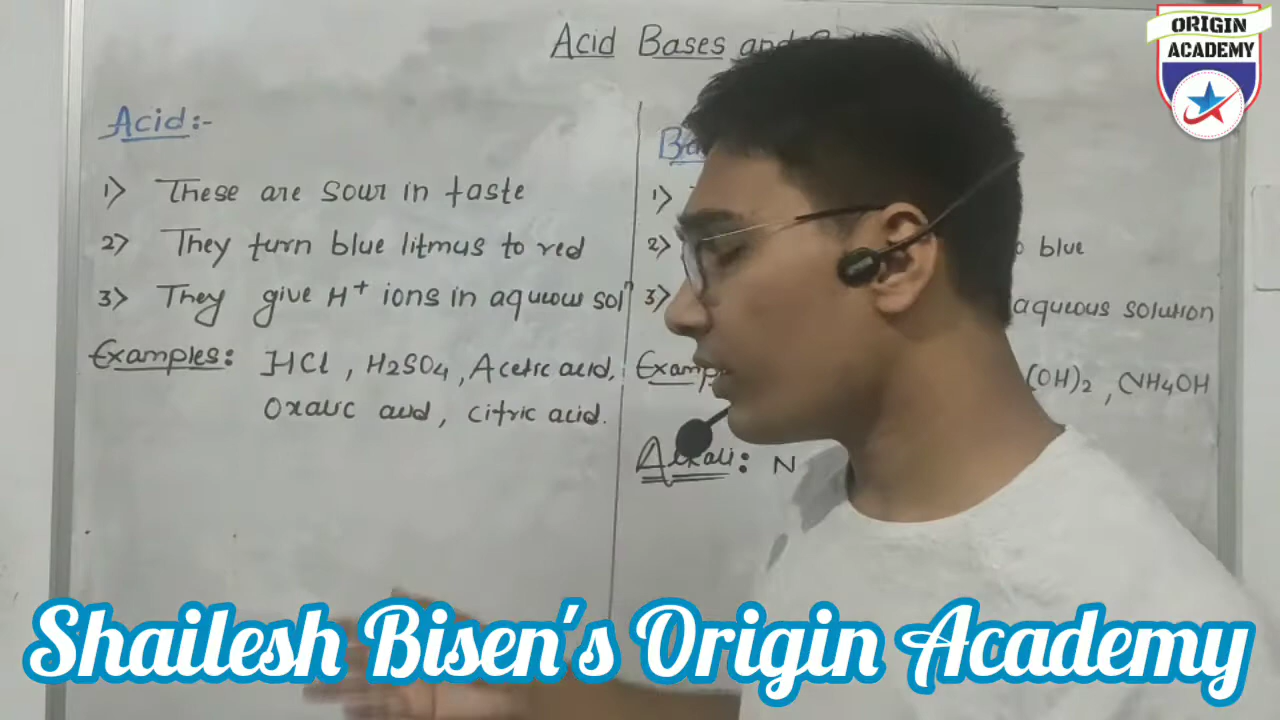 ORIGIN
ACADEMY
Acid Bases and
Acid:-
1> These are sour in taste
2> They turn blue litmus to red
3> They give H+ ions in aqueous solⁿ
Examples: HCl, H2SO4, Acetic acid,
Oxalic acid, Citric acid.
1>
2> blue
3> aqueous solution
(OH)2, NH4OH
Alkali: N
Shailesh Bisen's Origin Academy